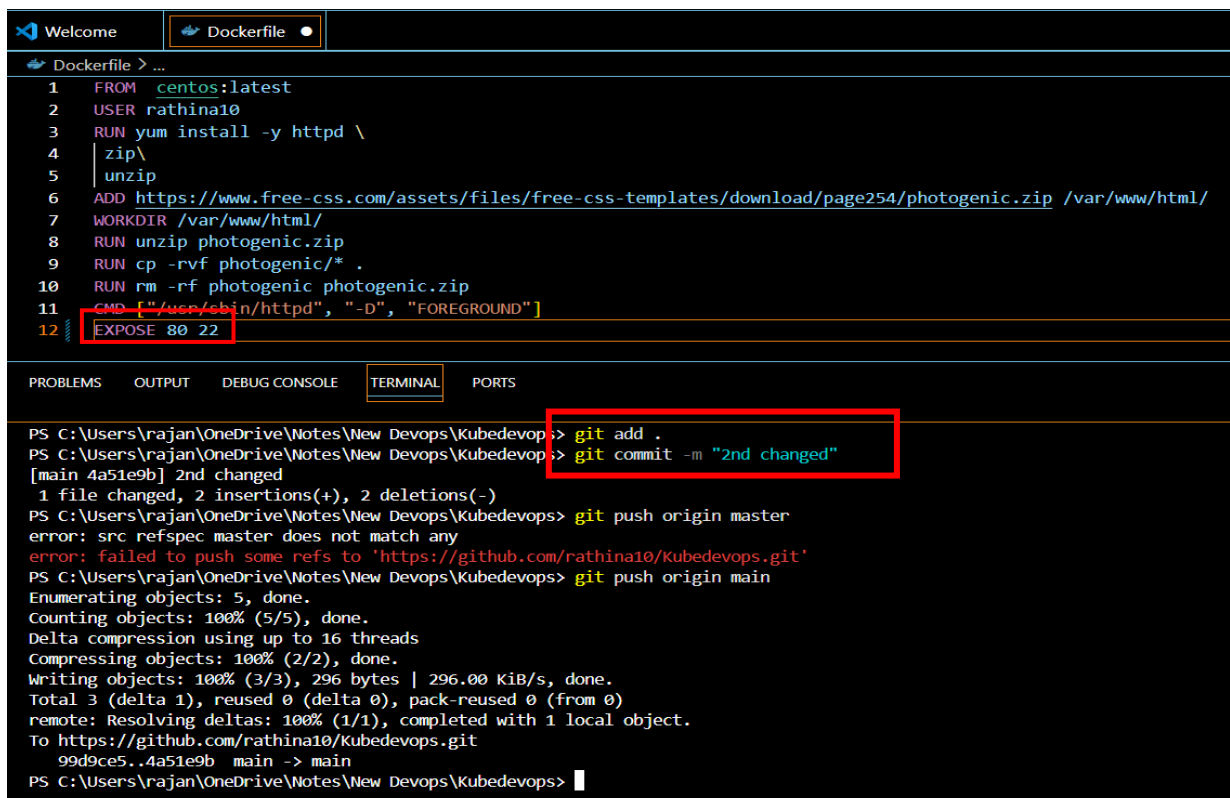 Welcome
Dockerfile
Dockerfile > ...
1 FROM centos:latest
2 USER rathina10
3 RUN yum install -y httpd \
4 zip\
5 unzip
6 ADD https://www.free-css.com/assets/files/free-css-templates/download/page254/photogenic.zip /var/www/html/
7 WORKDIR /var/www/html/
8 RUN unzip photogenic.zip
9 RUN cp -rvf photogenic/* .
10 RUN rm -rf photogenic photogenic.zip
11 CMD ["/usr/sbin/httpd", "-D", "FOREGROUND"]
12 EXPOSE 80 22
PROBLEMS OUTPUT DEBUG CONSOLE TERMINAL PORTS
PS C:\Users\rajan\OneDrive\Notes\New Devops\Kubedevops> git add .
PS C:\Users\rajan\OneDrive\Notes\New Devops\Kubedevops> git commit -m "2nd changed"
[main 4a51e9b] 2nd changed
1 file changed, 2 insertions(+), 2 deletions(-)
PS C:\Users\rajan\OneDrive\Notes\New Devops\Kubedevops> git push origin master
error: src refspec master does not match any
error: failed to push some refs to 'https://github.com/rathina10/Kubedevops.git'
PS C:\Users\rajan\OneDrive\Notes\New Devops\Kubedevops> git push origin main
Enumerating objects: 5, done.
Counting objects: 100% (5/5), done.
Delta compression using up to 16 threads
Compressing objects: 100% (2/2), done.
Writing objects: 100% (3/3), 296 bytes | 296.00 KiB/s, done.
Total 3 (delta 1), reused 0 (delta 0), pack-reused 0 (from 0)
remote: Resolving deltas: 100% (1/1), completed with 1 local object.
To https://github.com/rathina10/Kubedevops.git
99d9ce5..4a51e9b main -> main
PS C:\Users\rajan\OneDrive\Notes\New Devops\Kubedevops>